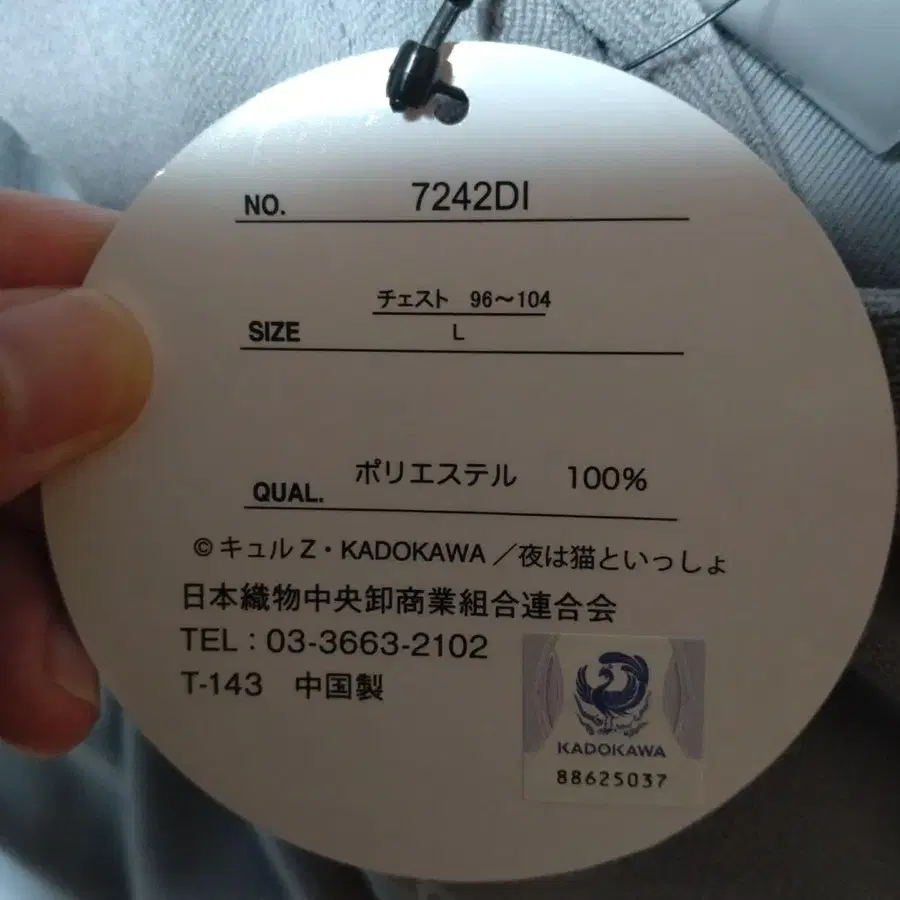 NO. 7242DI
チェスト 96〜104
SIZE L
QUAL. ポリエステル 100%
©キュルZ・KADOKAWA／夜は猫といっしょ
日本織物中央卸商業組合連合会
TEL：03-3663-2102
T-143 中国製
KADOKAWA
88625037